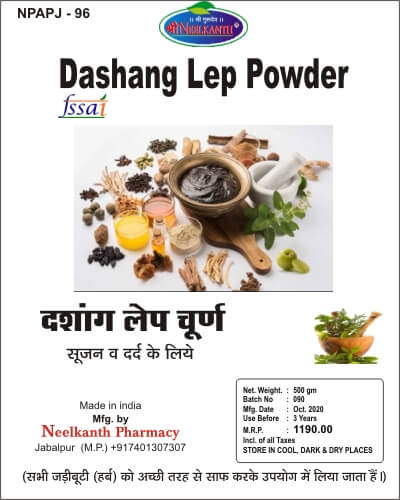 NPAPJ - 96
।। श्री गुरूदेव ।।
श्री NEELKANTH
Dashang Lep Powder
fssai
दशांग लेप चूर्ण
सूजन व दर्द के लिये
Made in india
Mfg. by
Neelkanth Pharmacy
Jabalpur (M.P.) +917401307307
Net. Weight. : 500 gm
Batch No : 090
Mfg. Date : Oct. 2020
Use Before : 3 Years
M.R.P. : 1190.00
Incl. of all Taxes
STORE IN COOL, DARK & DRY PLACES
(सभी जड़ीबूटी (हर्ब) को अच्छी तरह से साफ करके उपयोग में लिया जाता हैं।)